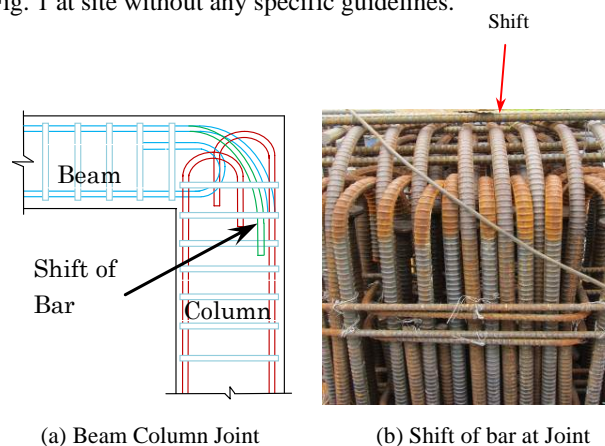 Fig. 1 at site without any specific guidelines.
Shift
Beam
Shift of
Bar
Column
(a) Beam Column Joint
(b) Shift of bar at Joint